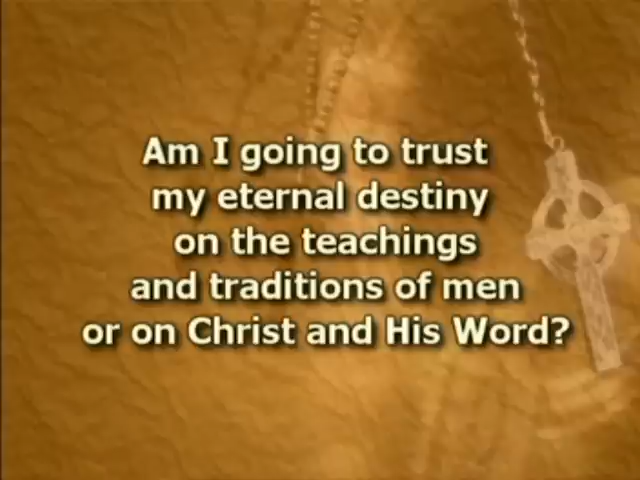 Am I going to trust
my eternal destiny
on the teachings
and traditions of men
or on Christ and His Word?